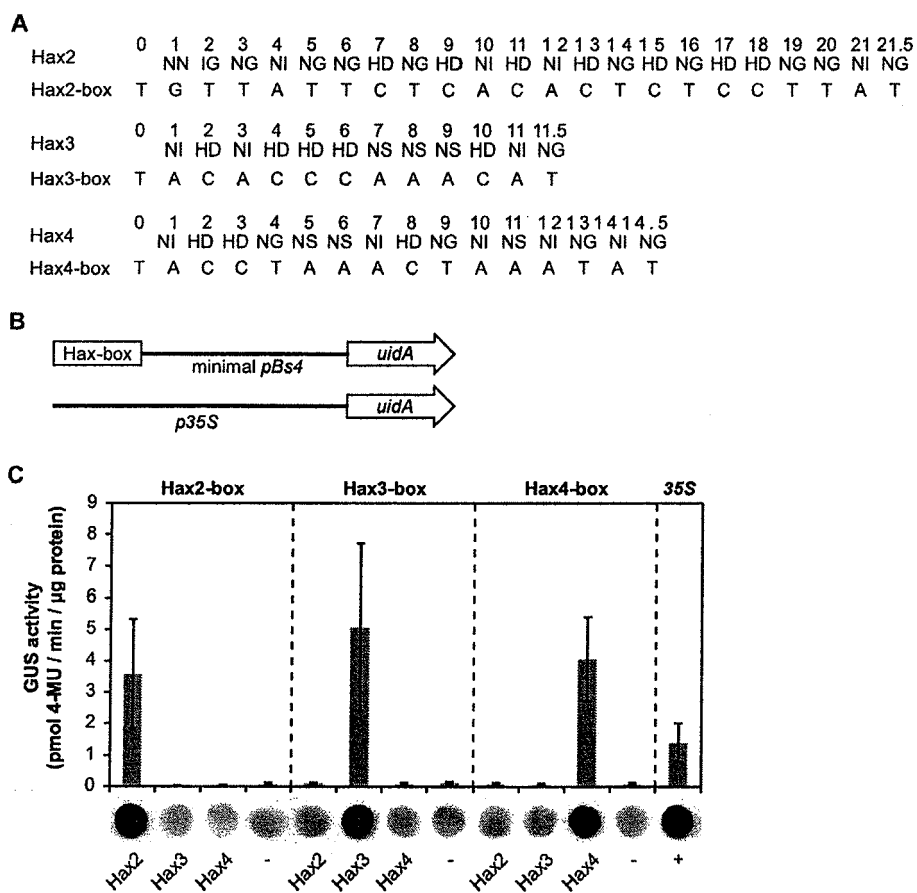 A
0 1 2 3 4 5 6 7 8 9 10 11 12 13 14 15 16 17 18 19 20 21 21.5
Hax2 NN IG NG NI NG NG HD NG HD NI HD NI HD NG HD NG HD HD NG NG NI NG
Hax2-box T G T T A T T C T C A C A C T C T C C T T A T
0 1 2 3 4 5 6 7 8 9 10 11 11.5
Hax3 NI HD NI HD HD HD NS NS NS HD NI NG
Hax3-box T A C A C C C A A A C A T
0 1 2 3 4 5 6 7 8 9 10 11 12 13 14 14.5
Hax4 NI HD HD NG NS NS NI HD NG NI NS NI NG NI NG
Hax4-box T A C C T A A A C T A A A T A T
B
Hax-box minimal pBs4 uidA
p35S uidA
C
Hax2-box Hax3-box Hax4-box 35S
GUS activity
(pmol 4-MU / min / µg protein)
9
8
7
6
5
4
3
2
1
0
Hax2 Hax3 Hax4 - Hax2 Hax3 Hax4 - Hax2 Hax3 Hax4 - +